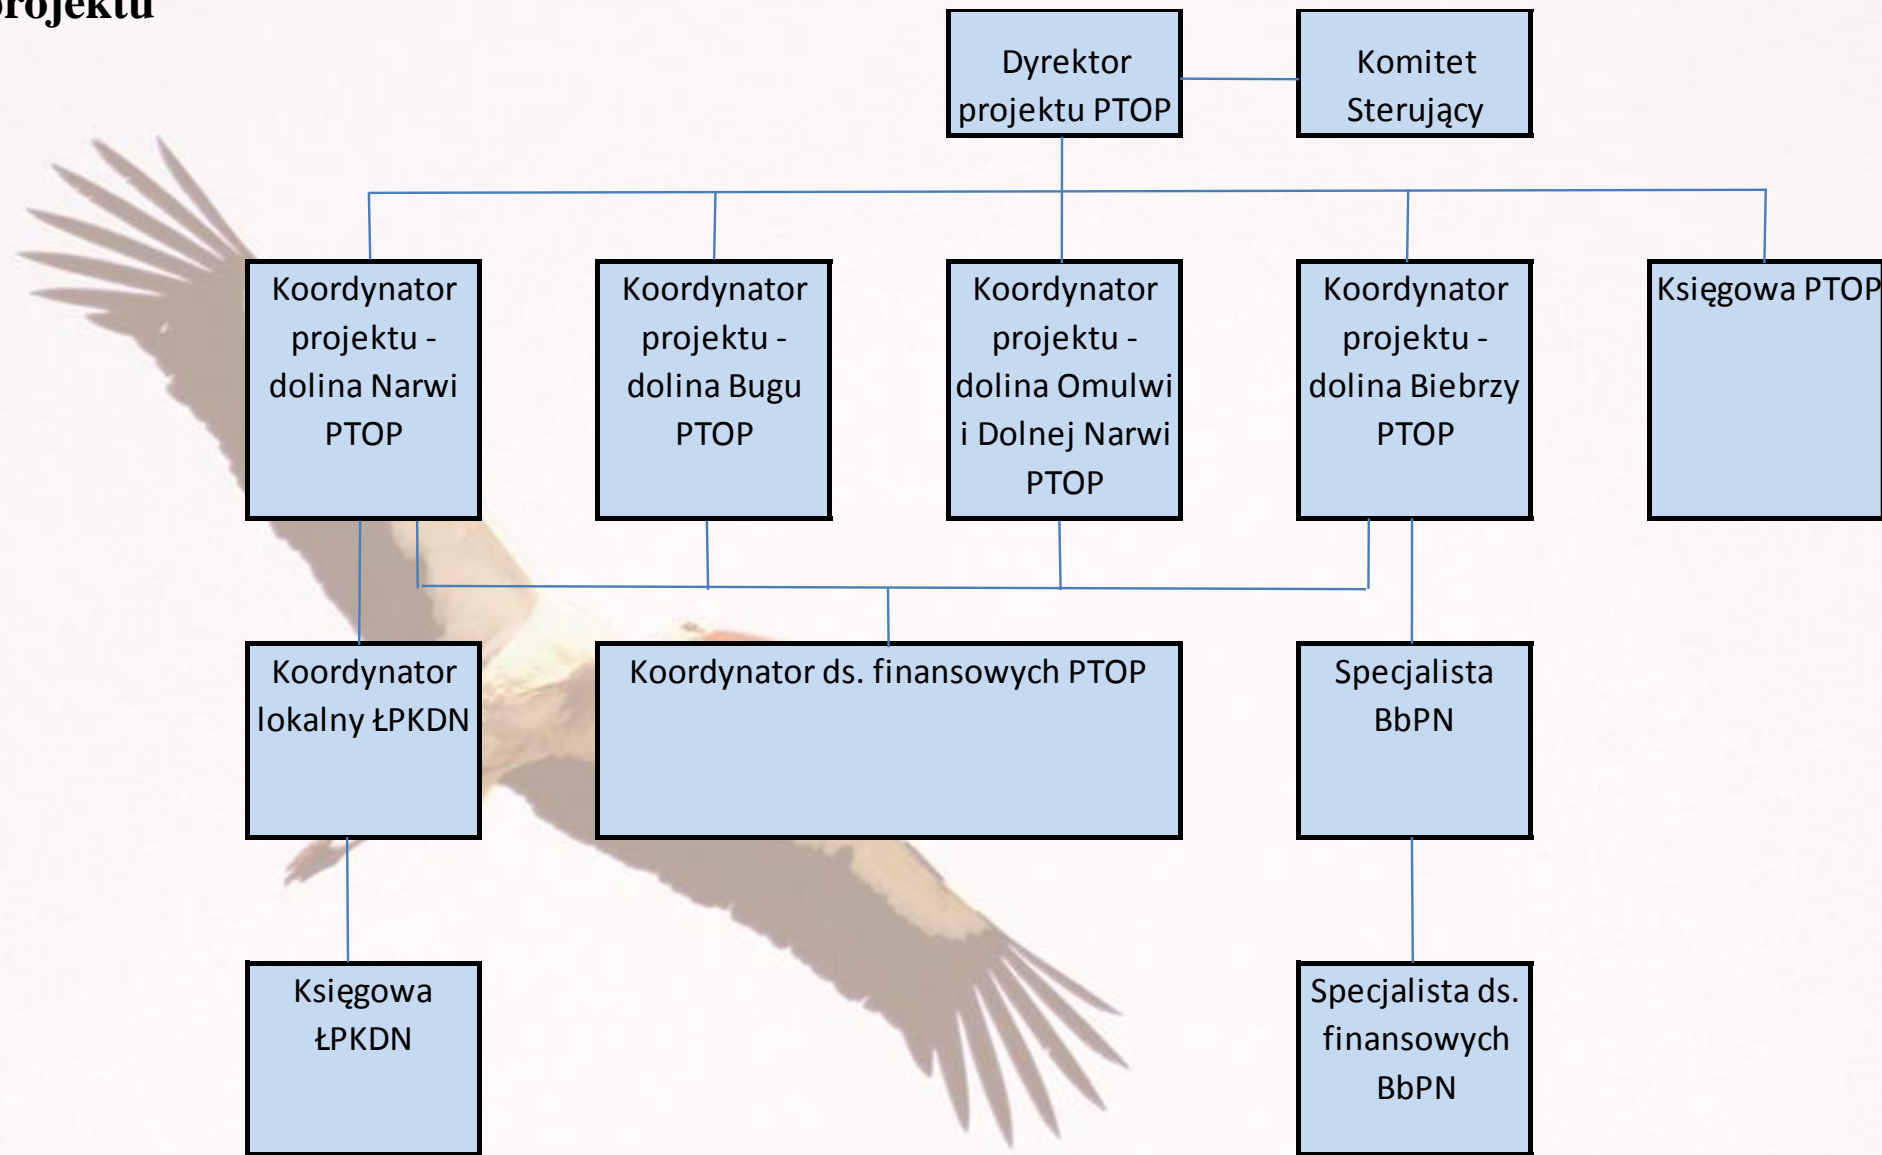 projektu
Dyrektor
projektu PTOP
Komitet
Sterujący
Koordynator
projektu -
dolina Narwi
PTOP
Koordynator
projektu -
dolina Bugu
PTOP
Koordynator
projektu -
dolina Omulwi
i Dolnej Narwi
PTOP
Koordynator
projektu -
dolina Biebrzy
PTOP
Księgowa PTOP
Koordynator
lokalny ŁPKDN
Koordynator ds. finansowych PTOP
Specjalista
BbPN
Księgowa
ŁPKDN
Specjalista ds.
finansowych
BbPN